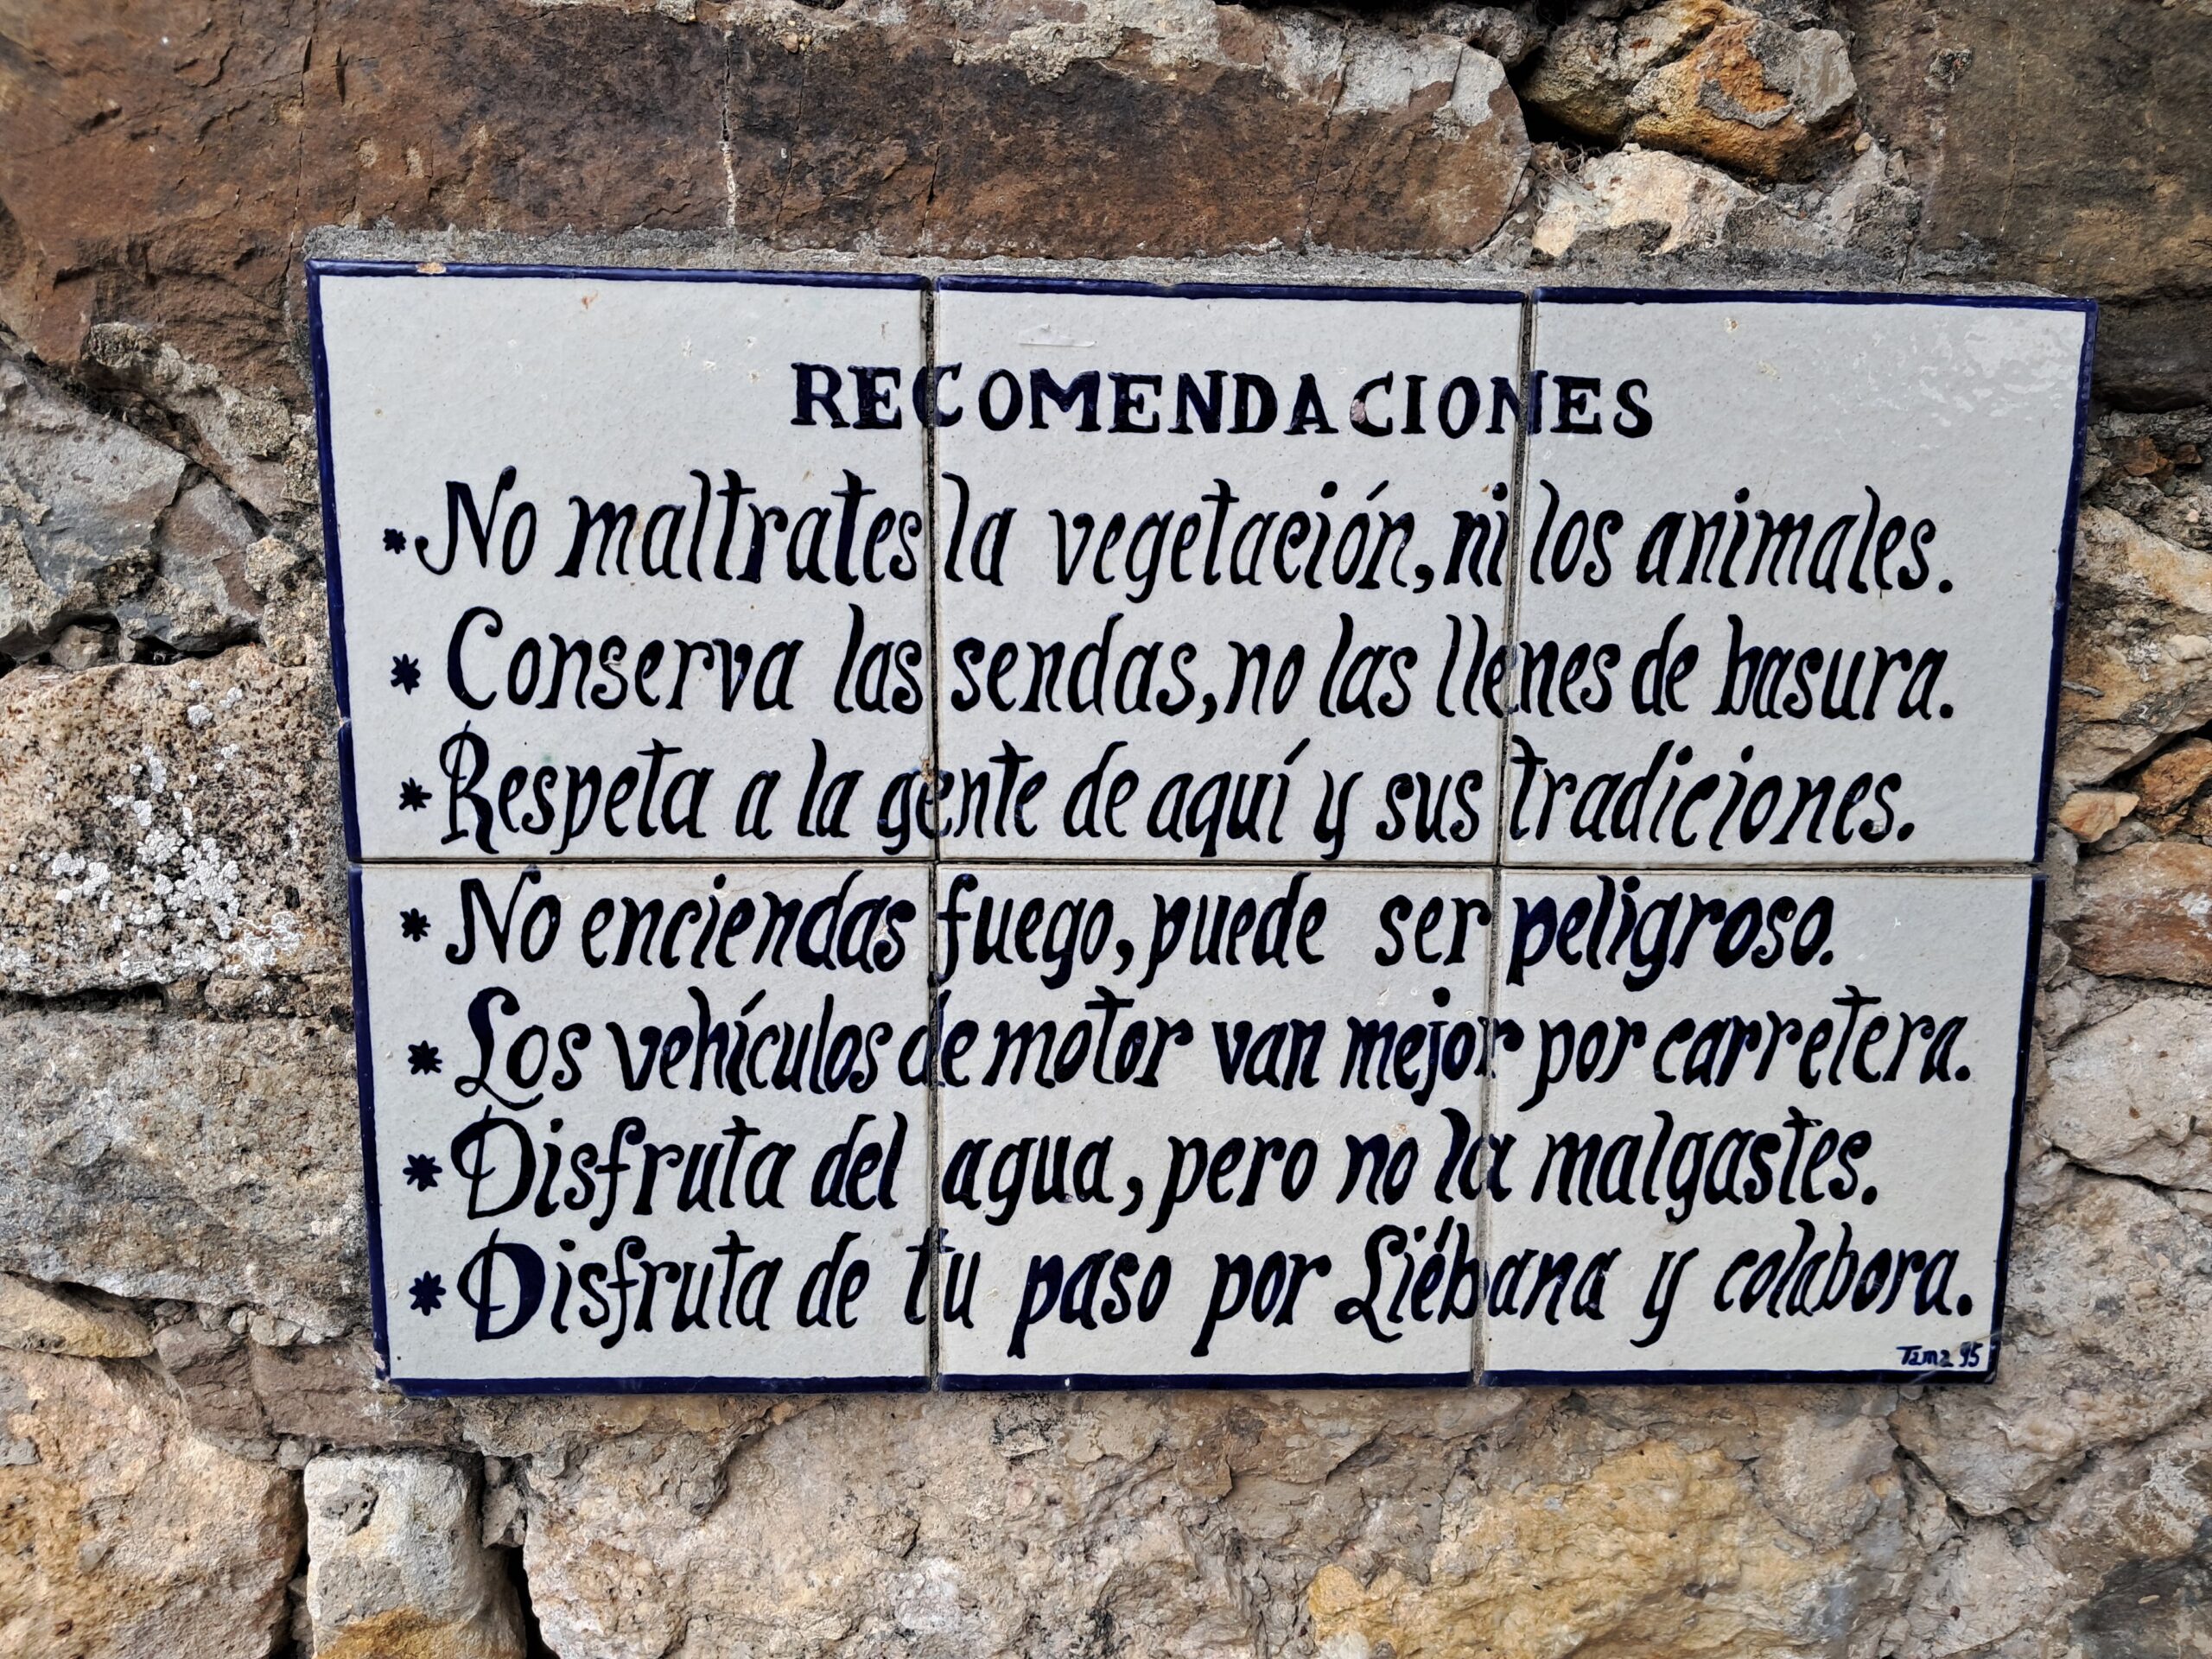 RECOMENDACIONES
* No maltrates la vegetación, ni los animales.
* Conserva las sendas, no las llenes de basura.
* Respeta a la gente de aquí y sus tradiciones.
* No enciendas fuego, puede ser peligroso.
* Los vehículos de motor van mejor por carretera.
* Disfruta del agua, pero no la malgastes.
* Disfruta de tu paso por Liébana y colabora.
Tama 95